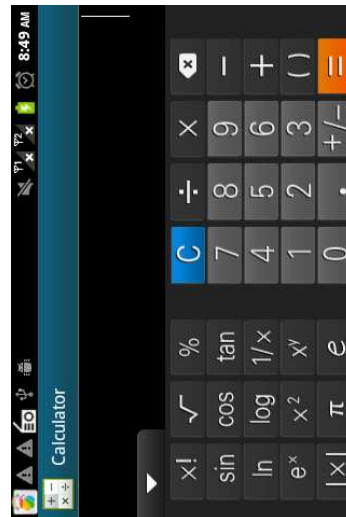 8:49 AM
Calculator
x! √ % C ÷ ×
sin cos tan 7 8 9 −
ln log 1/x 4 5 6 +
eˣ x² xʸ 1 2 3 ( )
|x| π e 0 . +/− =